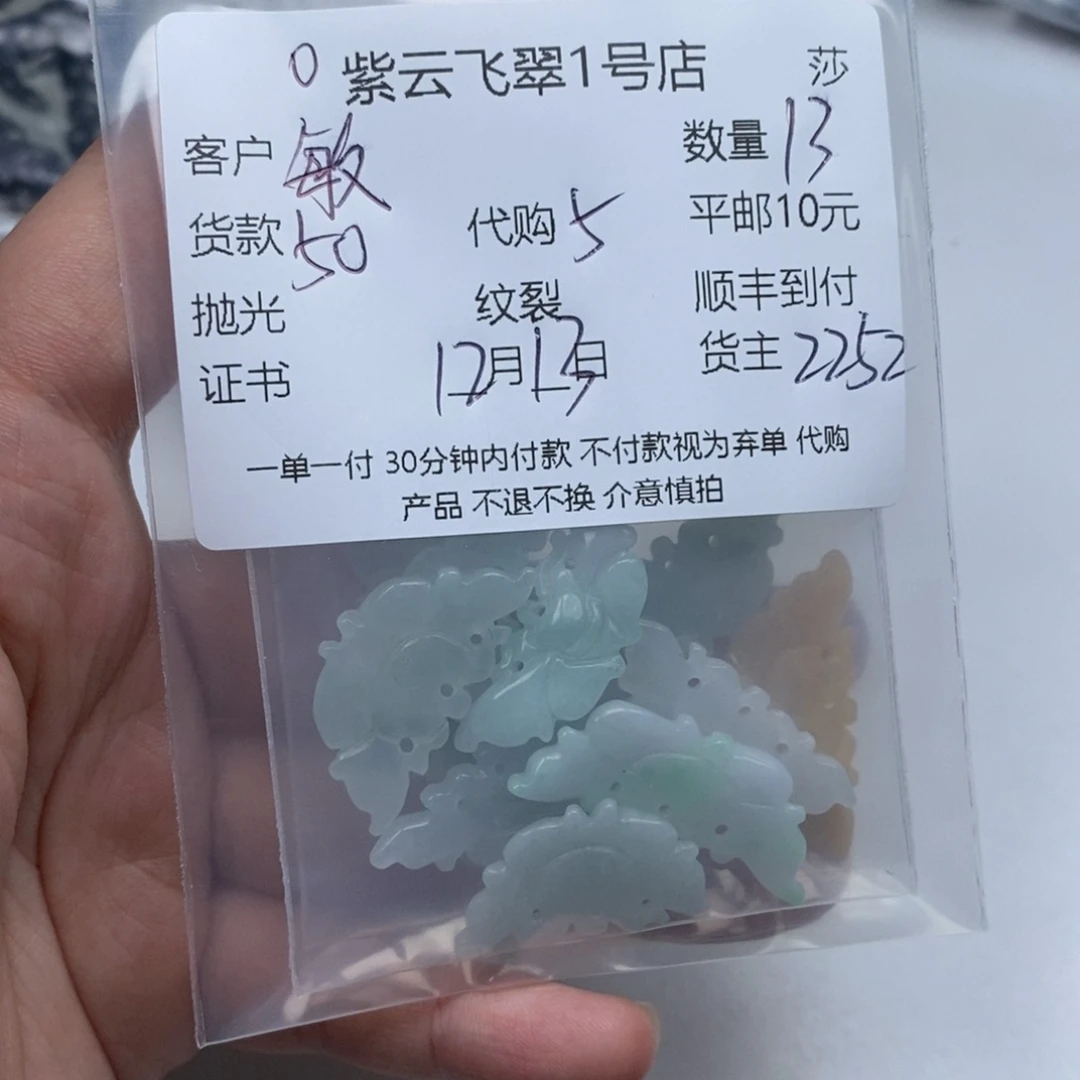 0 紫云飞翠1号店 莎
客户 敏 数量 13
货款 50 代购 5 平邮10元
抛光 纹裂 顺丰到付
证书 12月13日 货主 2252
一单一付 30分钟内付款 不付款视为弃单 代购
产品 不退不换 介意慎拍